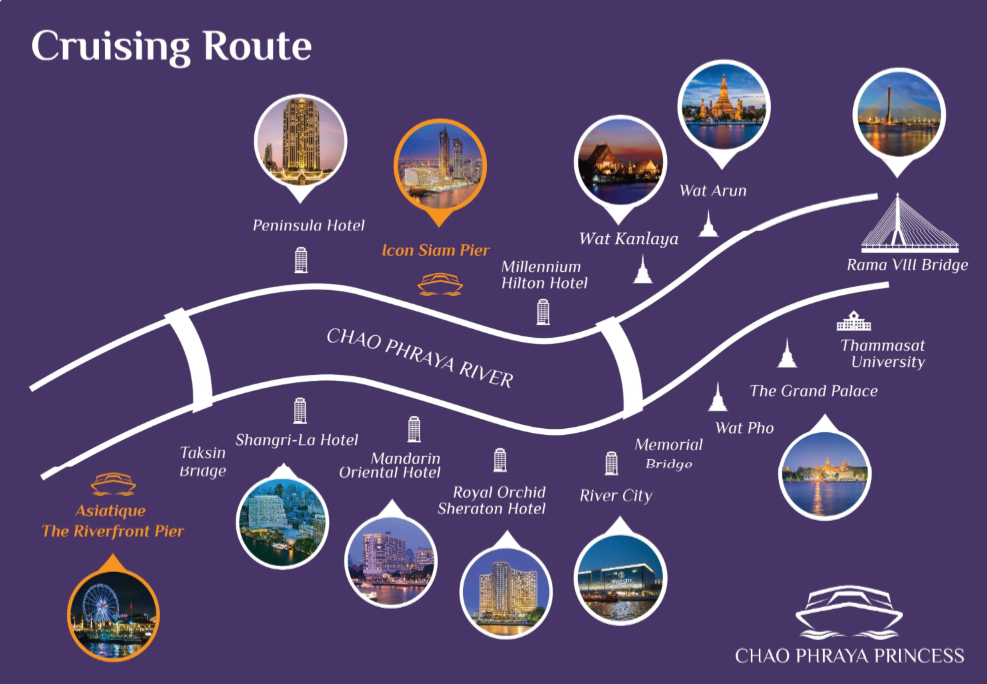 Cruising Route
Peninsula Hotel
Icon Siam Pier
Millennium
Hilton Hotel
Wat Kanlaya
Wat Arun
Rama VIII Bridge
CHAO PHRAYA RIVER
Thammasat
University
The Grand Palace
Wat Pho
Memorial
Bridge
Taksin
Bridge
Shangri-La Hotel
Mandarin
Oriental Hotel
Royal Orchid
Sheraton Hotel
River City
Asiatique
The Riverfront Pier
CHAO PHRAYA PRINCESS